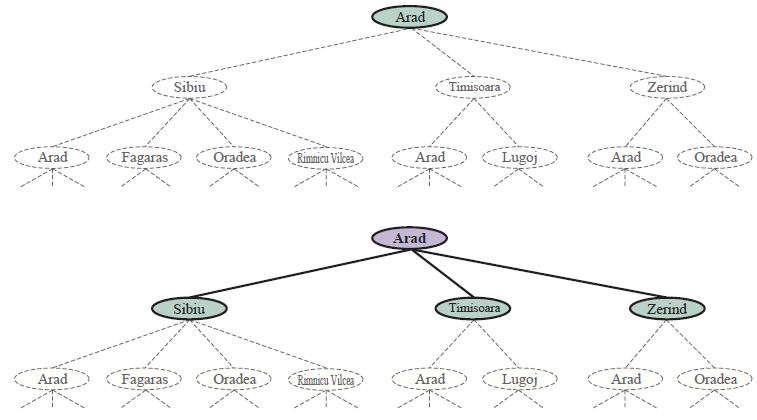 Arad
Sibiu Timisoara Zerind
Arad Fagaras Oradea Rimnicu Vilcea Arad Lugoj Arad Oradea
Arad
Sibiu Timisoara Zerind
Arad Fagaras Oradea Rimnicu Vilcea Arad Lugoj Arad Oradea